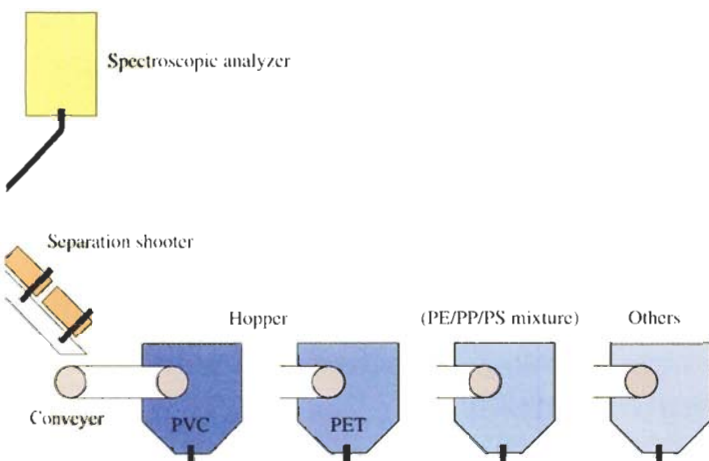 Spectroscopic analyzer
Separation shooter
Hopper
(PE/PP/PS mixture)
Others
Conveyer
PVC
PET